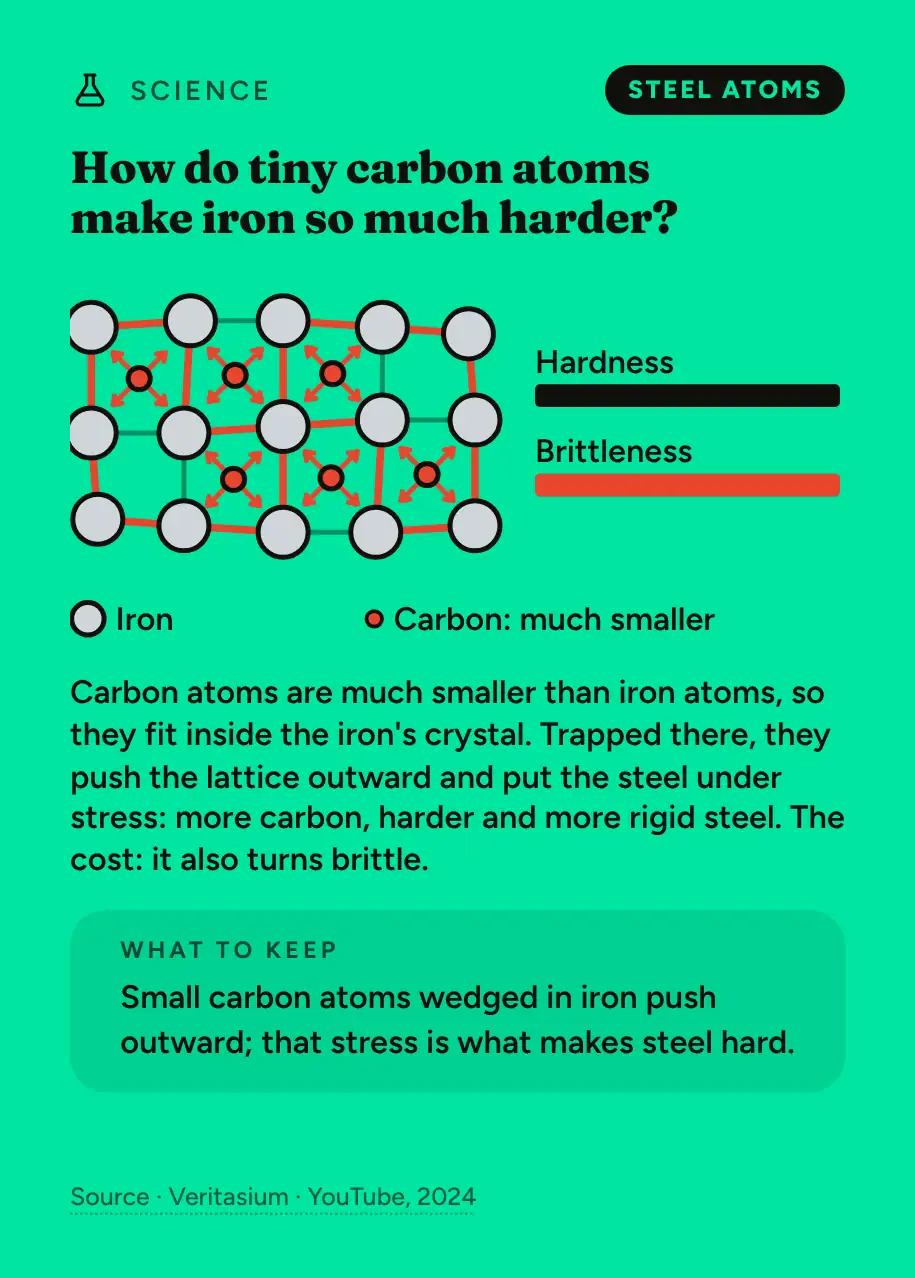 SCIENCE
STEEL ATOMS
How do tiny carbon atoms
make iron so much harder?
Hardness
Brittleness
Iron
Carbon: much smaller
Carbon atoms are much smaller than iron atoms, so
they fit inside the iron's crystal. Trapped there, they
push the lattice outward and put the steel under
stress: more carbon, harder and more rigid steel. The
cost: it also turns brittle.
WHAT TO KEEP
Small carbon atoms wedged in iron push
outward; that stress is what makes steel hard.
Source · Veritasium · YouTube, 2024